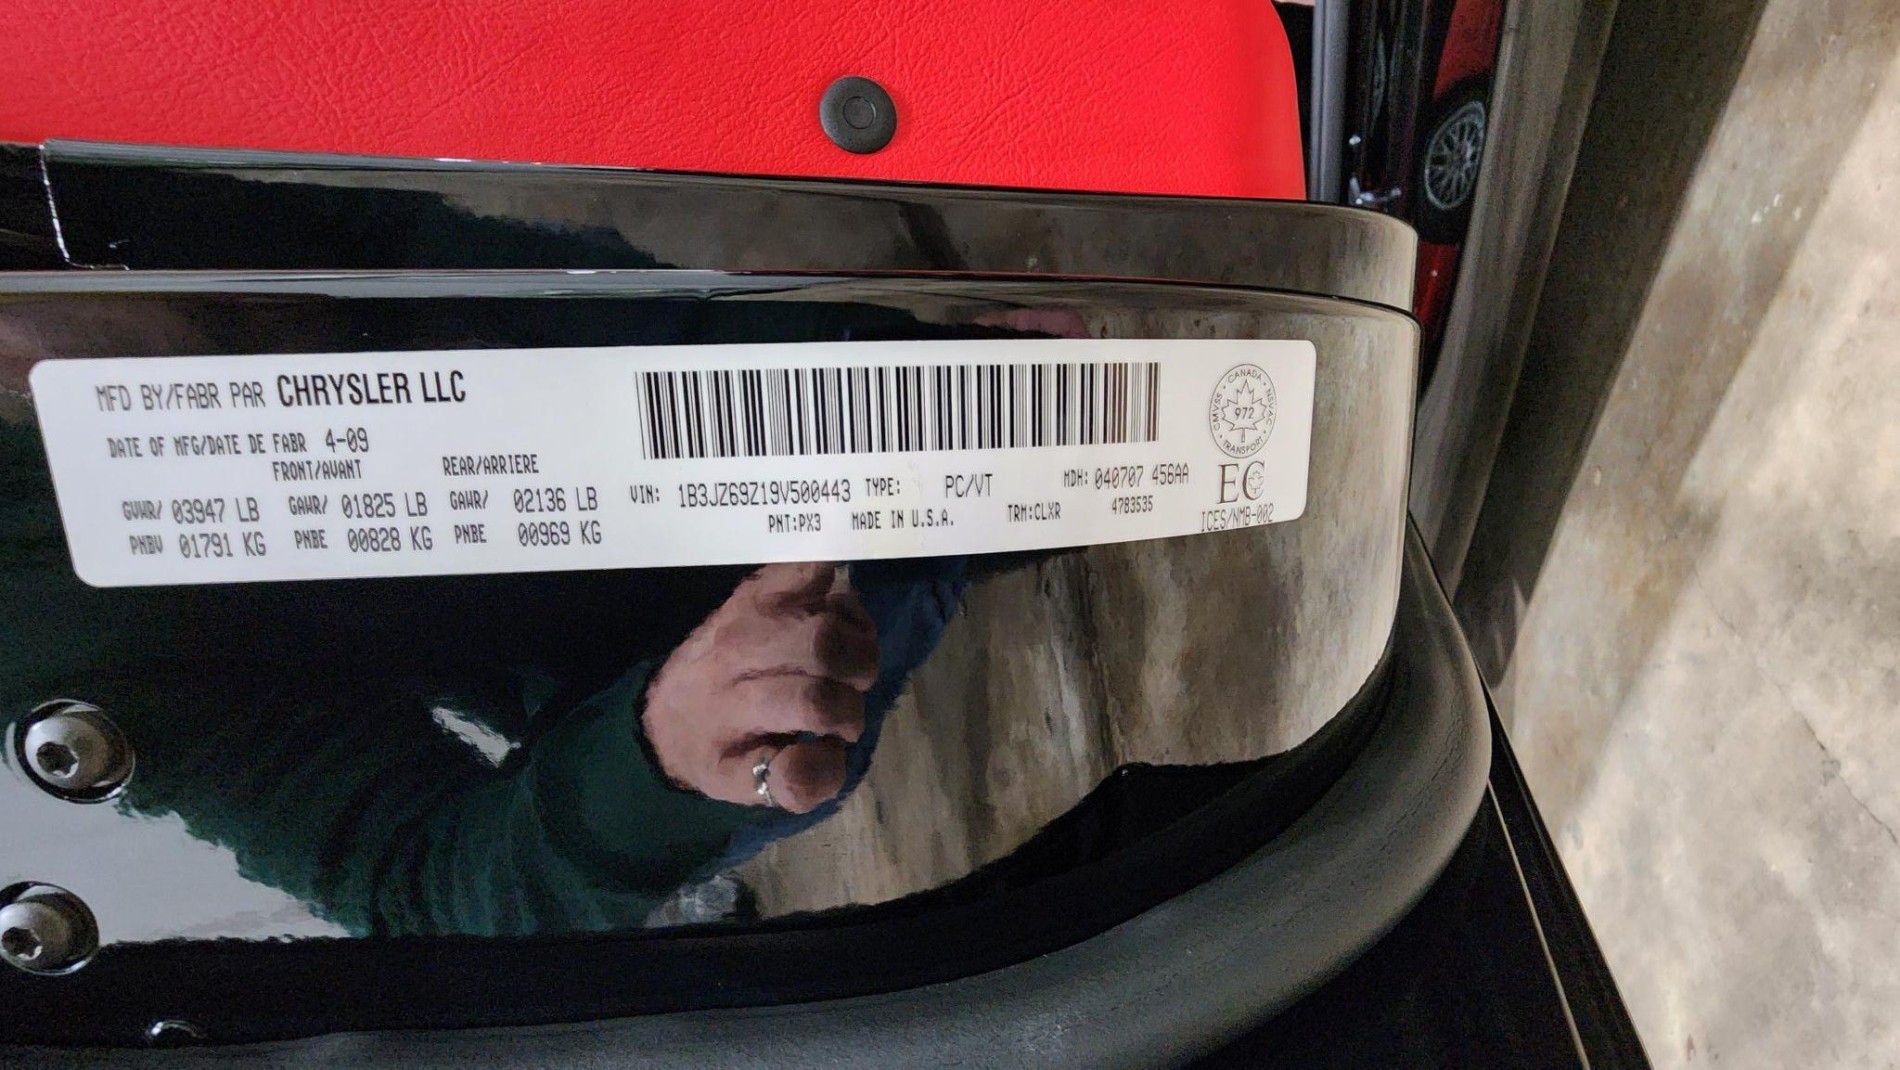 MFD BY/FABR PAR CHRYSLER LLC
DATE OF MFG/DATE DE FABR 4-09
FRONT/AVANT REAR/ARRIERE
GVWR/ 03947 LB GAWR/ 01825 LB GAWR/ 02136 LB
PNBV 01791 KG PNBE 00828 KG PNBE 00969 KG
VIN: 1B3JZ69Z19V500443 TYPE: PC/VT MDH: 040707 456AA
PNT:PX3 MADE IN U.S.A. TRM:CLXR 4783535
CANADA
CMVSS 972 NSVAC
TRANSPORT
EC
ICES/NMB-002